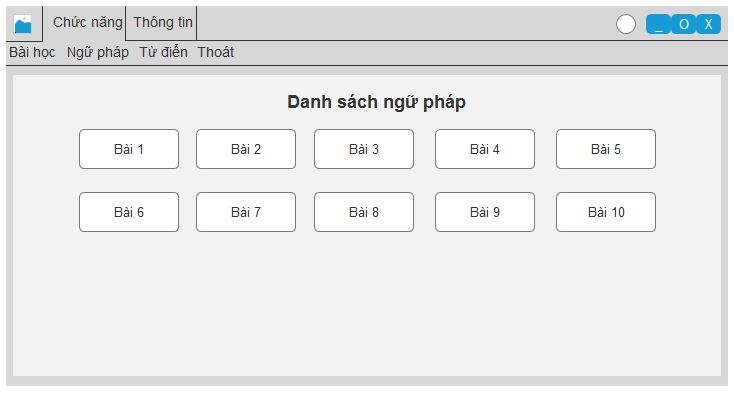 Chức năng Thông tin _ O X
Bài học Ngữ pháp Từ điển Thoát
Danh sách ngữ pháp
Bài 1 Bài 2 Bài 3 Bài 4 Bài 5
Bài 6 Bài 7 Bài 8 Bài 9 Bài 10